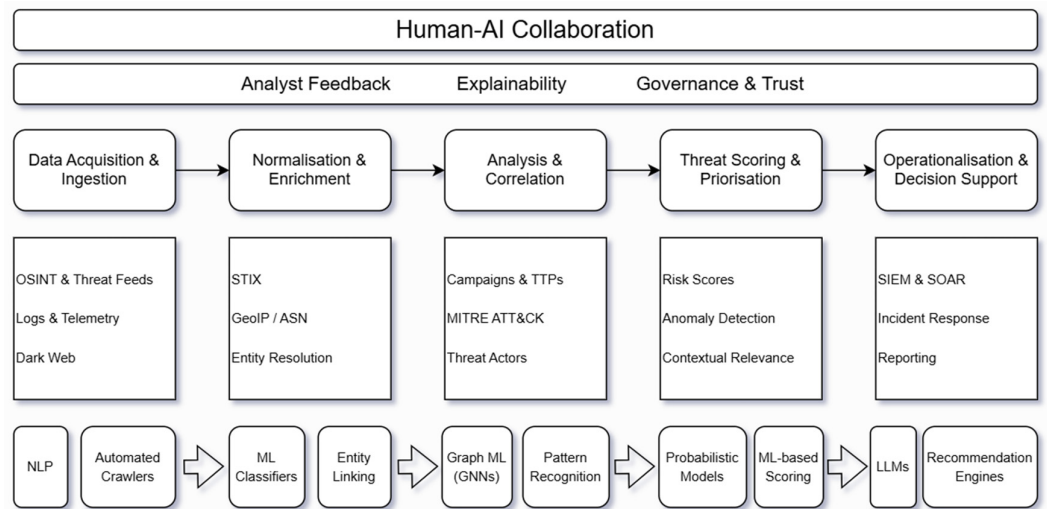 Human-AI Collaboration
Analyst Feedback Explainability Governance & Trust
Data Acquisition &
Ingestion
Normalisation &
Enrichment
Analysis &
Correlation
Threat Scoring &
Priorisation
Operationalisation &
Decision Support
OSINT & Threat Feeds
Logs & Telemetry
Dark Web
STIX
GeoIP / ASN
Entity Resolution
Campaigns & TTPs
MITRE ATT&CK
Threat Actors
Risk Scores
Anomaly Detection
Contextual Relevance
SIEM & SOAR
Incident Response
Reporting
NLP
Automated
Crawlers
ML
Classifiers
Entity
Linking
Graph ML
(GNNs)
Pattern
Recognition
Probabilistic
Models
ML-based
Scoring
LLMs
Recommendation
Engines